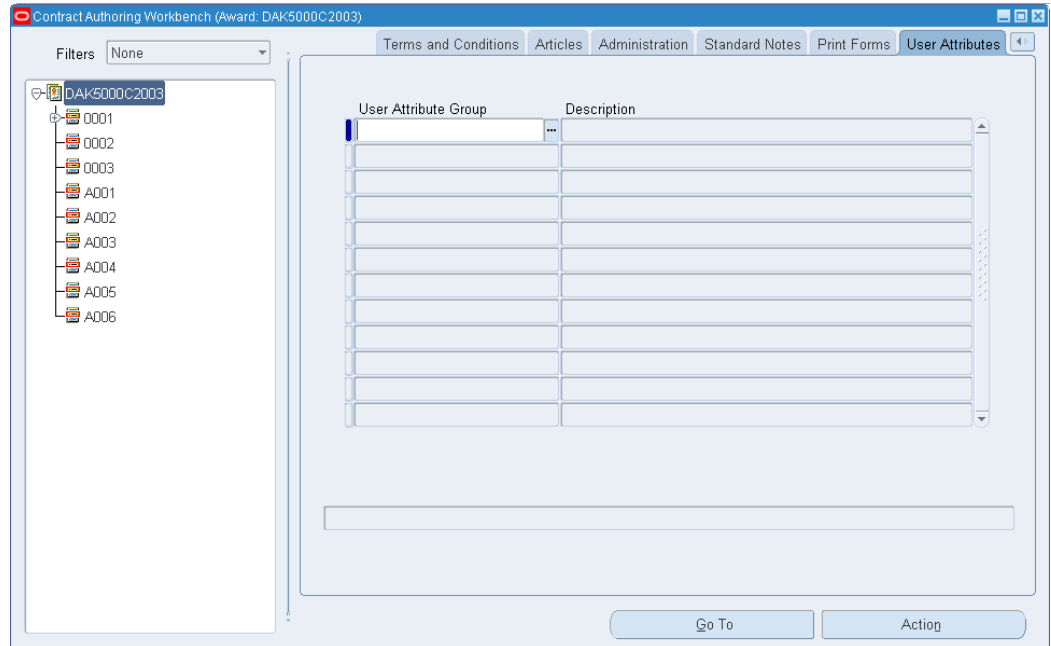 Contract Authoring Workbench (Award: DAK5000C2003)
Filters None
Terms and Conditions Articles Administration Standard Notes Print Forms User Attributes
DAK5000C2003
0001
0002
0003
A001
A002
A003
A004
A005
A006
User Attribute Group Description
Go To Action